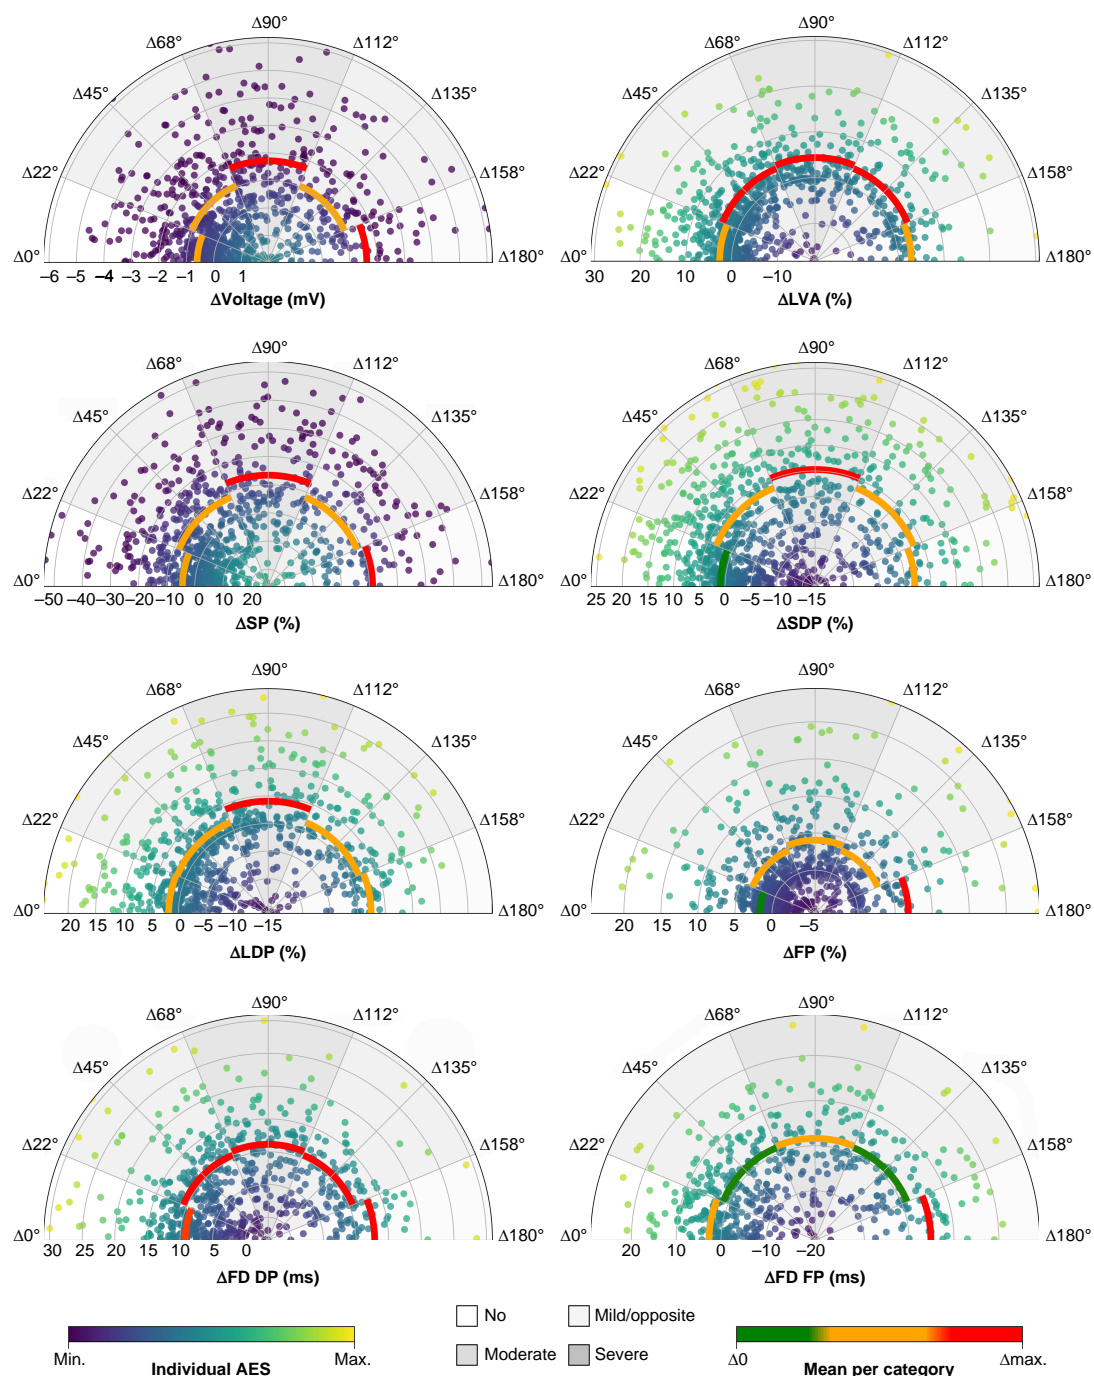 Δ90° Δ90°
Δ68° Δ112° Δ68° Δ112°
Δ45° Δ135° Δ45° Δ135°
Δ22° Δ158° Δ22° Δ158°
Δ0° Δ180° Δ0° Δ180°
–6 –5 –4 –3 –2 –1 0 1 30 20 10 0 –10
ΔVoltage (mV) ΔLVA (%)
Δ90° Δ90°
Δ68° Δ112° Δ68° Δ112°
Δ45° Δ135° Δ45° Δ135°
Δ22° Δ158° Δ22° Δ158°
Δ0° Δ180° Δ0° Δ180°
–50 –40 –30 –20 –10 0 10 20 25 20 15 10 5 0 –5 –10 –15
ΔSP (%) ΔSDP (%)
Δ90° Δ90°
Δ68° Δ112° Δ68° Δ112°
Δ45° Δ135° Δ45° Δ135°
Δ22° Δ158° Δ22° Δ158°
Δ0° Δ180° Δ0° Δ180°
20 15 10 5 0 –5 –10 –15 20 15 10 5 0 –5
ΔLDP (%) ΔFP (%)
Δ90° Δ90°
Δ68° Δ112° Δ68° Δ112°
Δ45° Δ135° Δ45° Δ135°
Δ22° Δ158° Δ22° Δ158°
Δ0° Δ180° Δ0° Δ180°
30 25 20 15 10 5 0 20 10 0 –10 –20
ΔFD DP (ms) ΔFD FP (ms)
No Mild/opposite
Moderate Severe
Min. Max. Δ0 Δmax.
Individual AES Mean per category